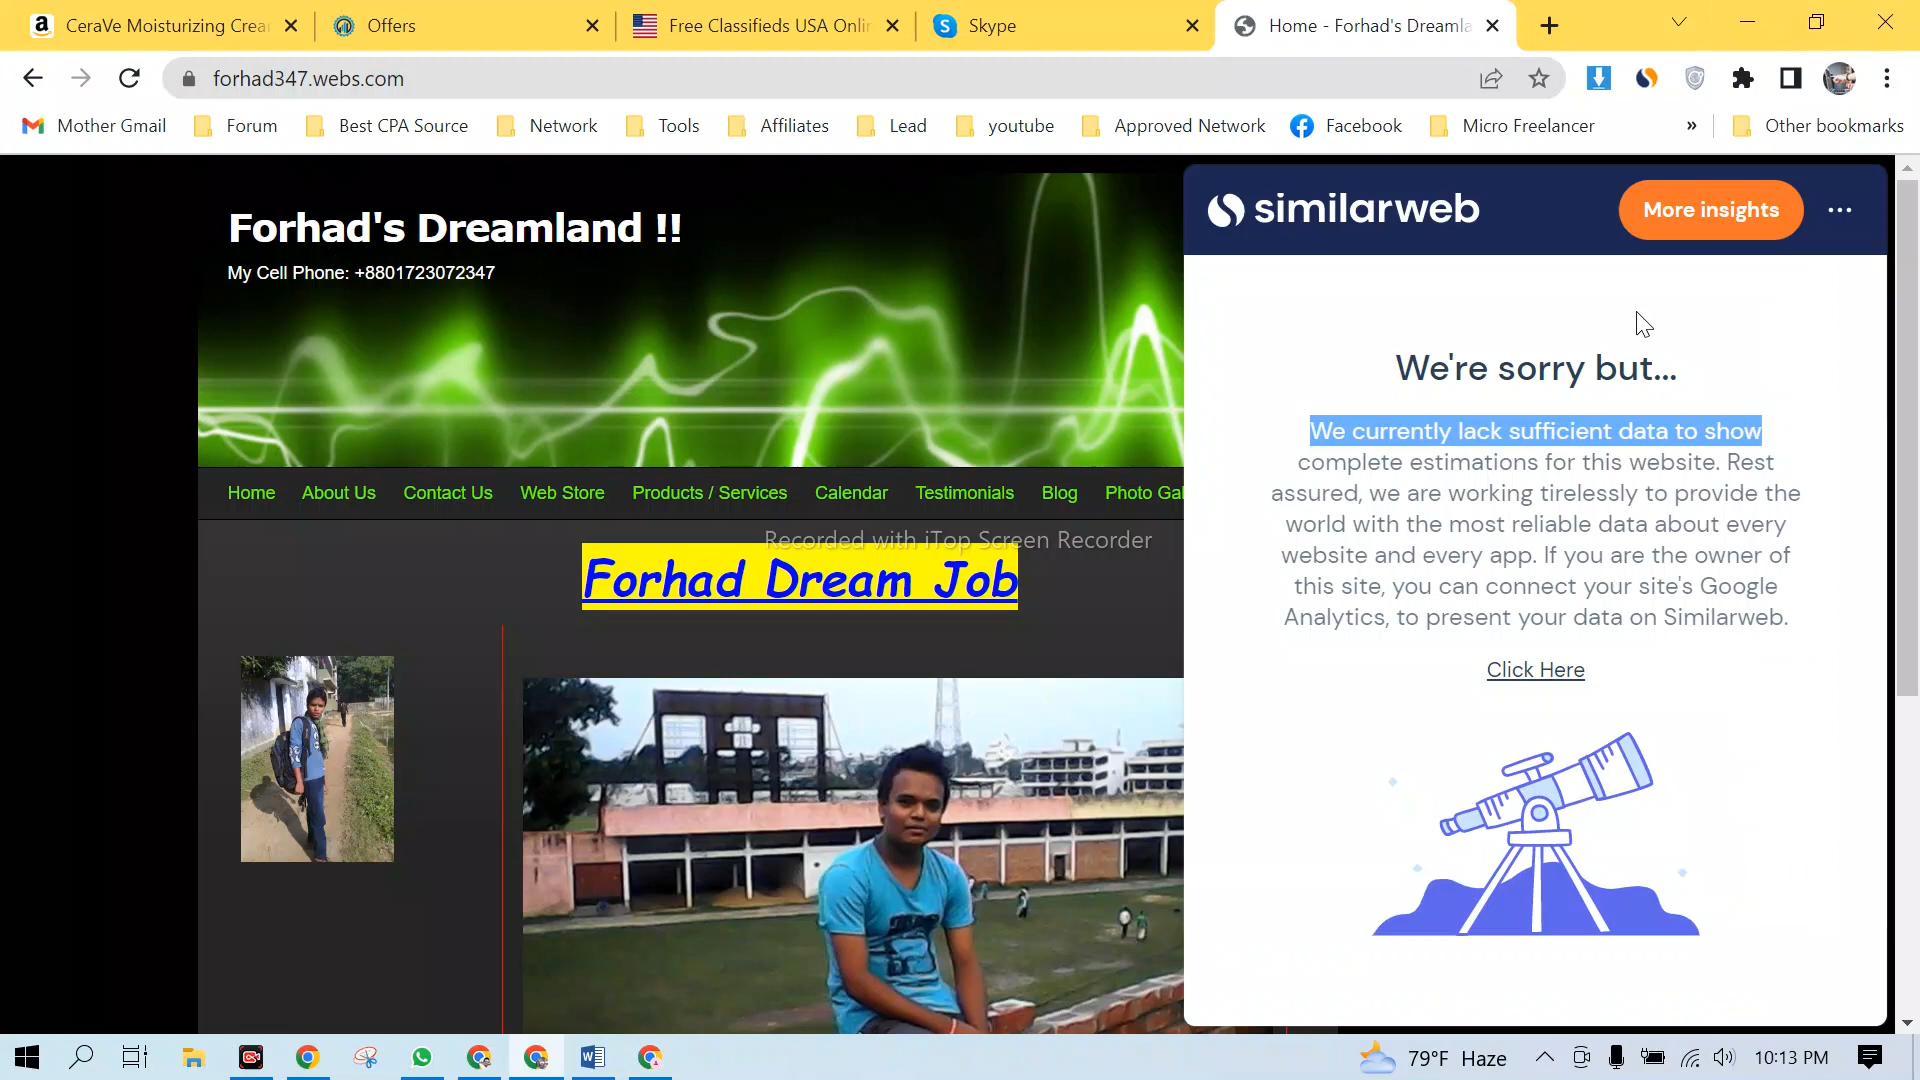 CeraVe Moisturizing Crea
Offers
Free Classifieds USA Onli
Skype
Home - Forhad's Dreamla
forhad347.webs.com
Mother Gmail
Forum
Best CPA Source
Network
Tools
Affiliates
Lead
youtube
Approved Network
Facebook
Micro Freelancer
»
Other bookmarks
Forhad's Dreamland !!
My Cell Phone: +8801723072347
Home
About Us
Contact Us
Web Store
Products / Services
Calendar
Testimonials
Blog
Photo Gal
Recorded with iTop Screen Recorder
Forhad Dream Job
similarweb
More insights
We're sorry but...
We currently lack sufficient data to show
complete estimations for this website. Rest
assured, we are working tirelessly to provide the
world with the most reliable data about every
website and every app. If you are the owner of
this site, you can connect your site's Google
Analytics, to present your data on Similarweb.
Click Here
79°F Haze
10:13 PM